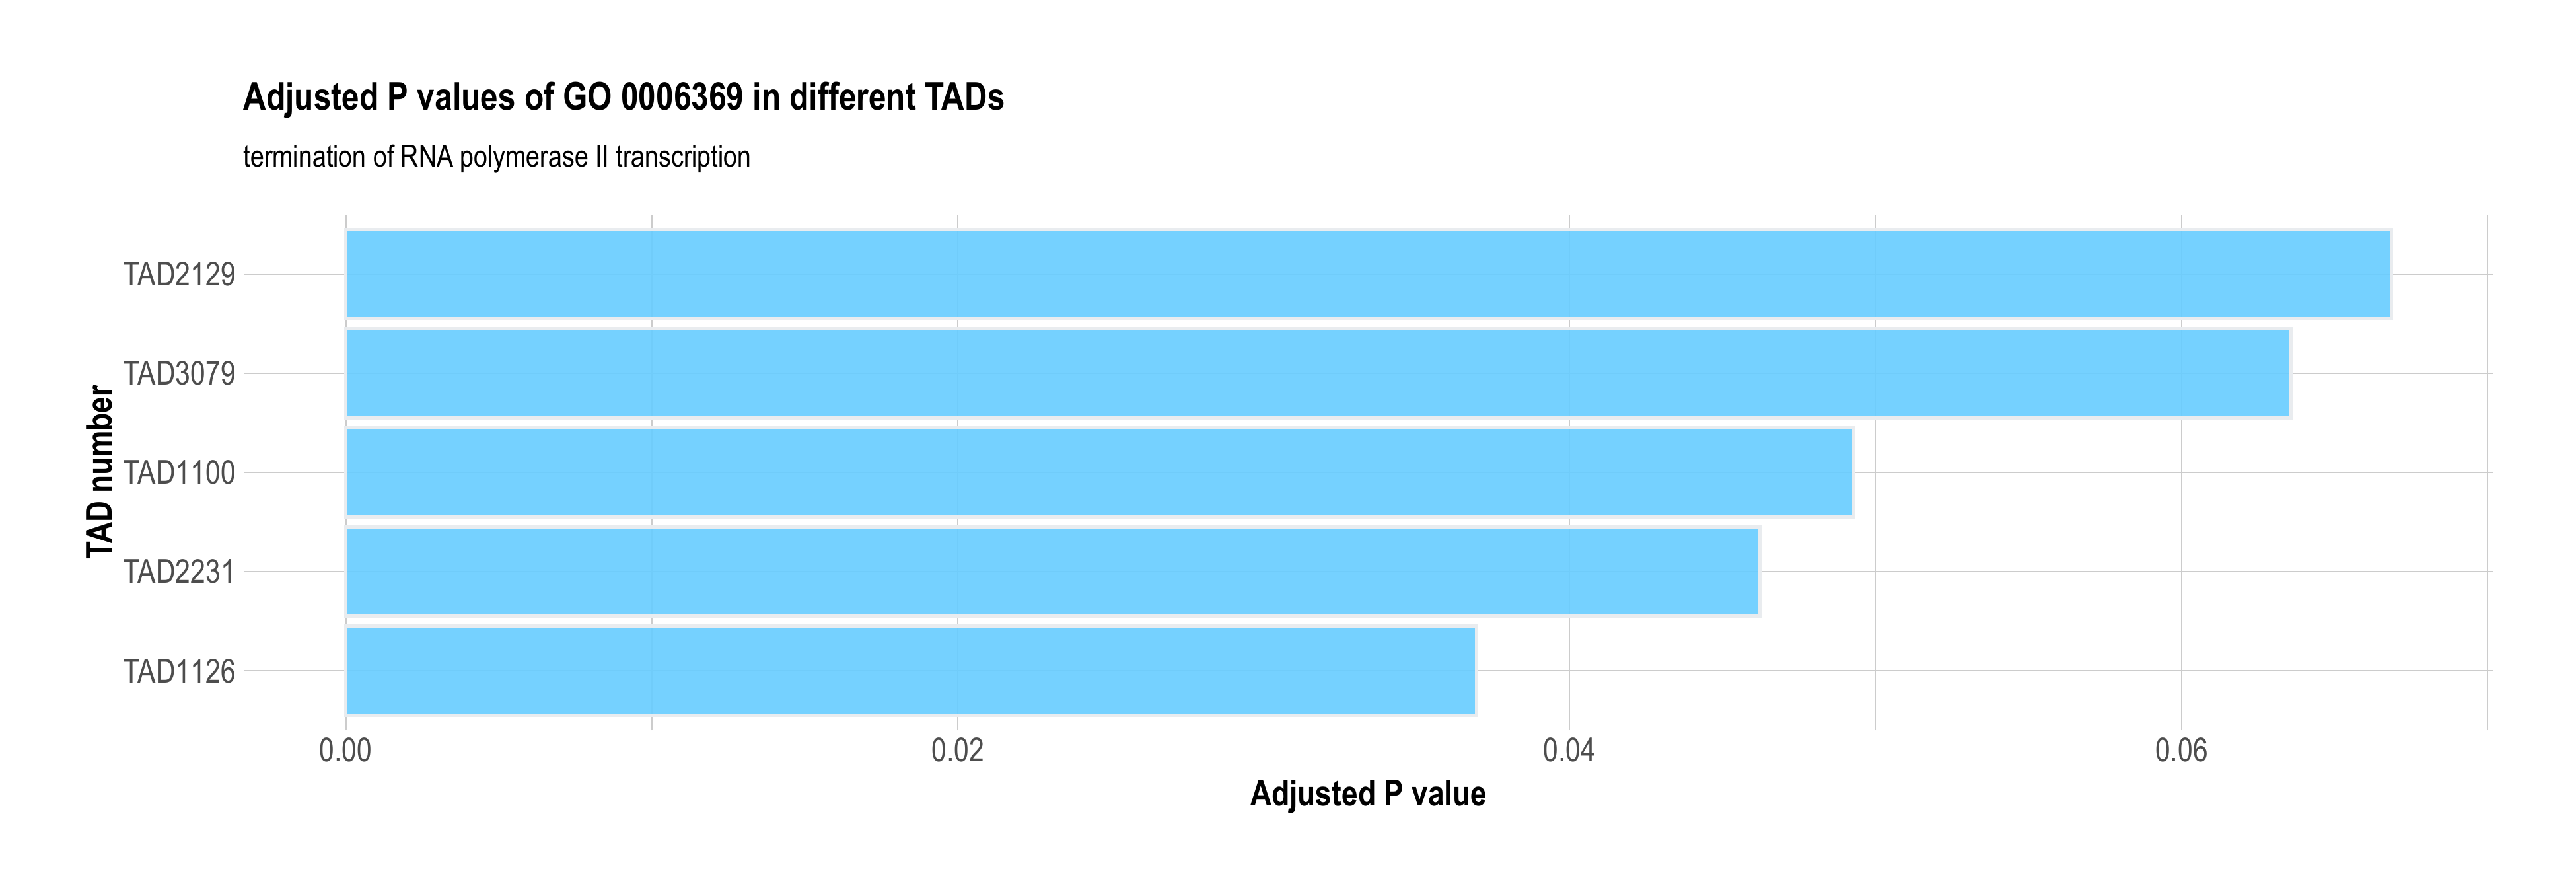 Adjusted P values of GO 0006369 in different TADs
termination of RNA polymerase II transcription
TAD number
TAD2129
TAD3079
TAD1100
TAD2231
TAD1126
0.00 0.02 0.04 0.06
Adjusted P value